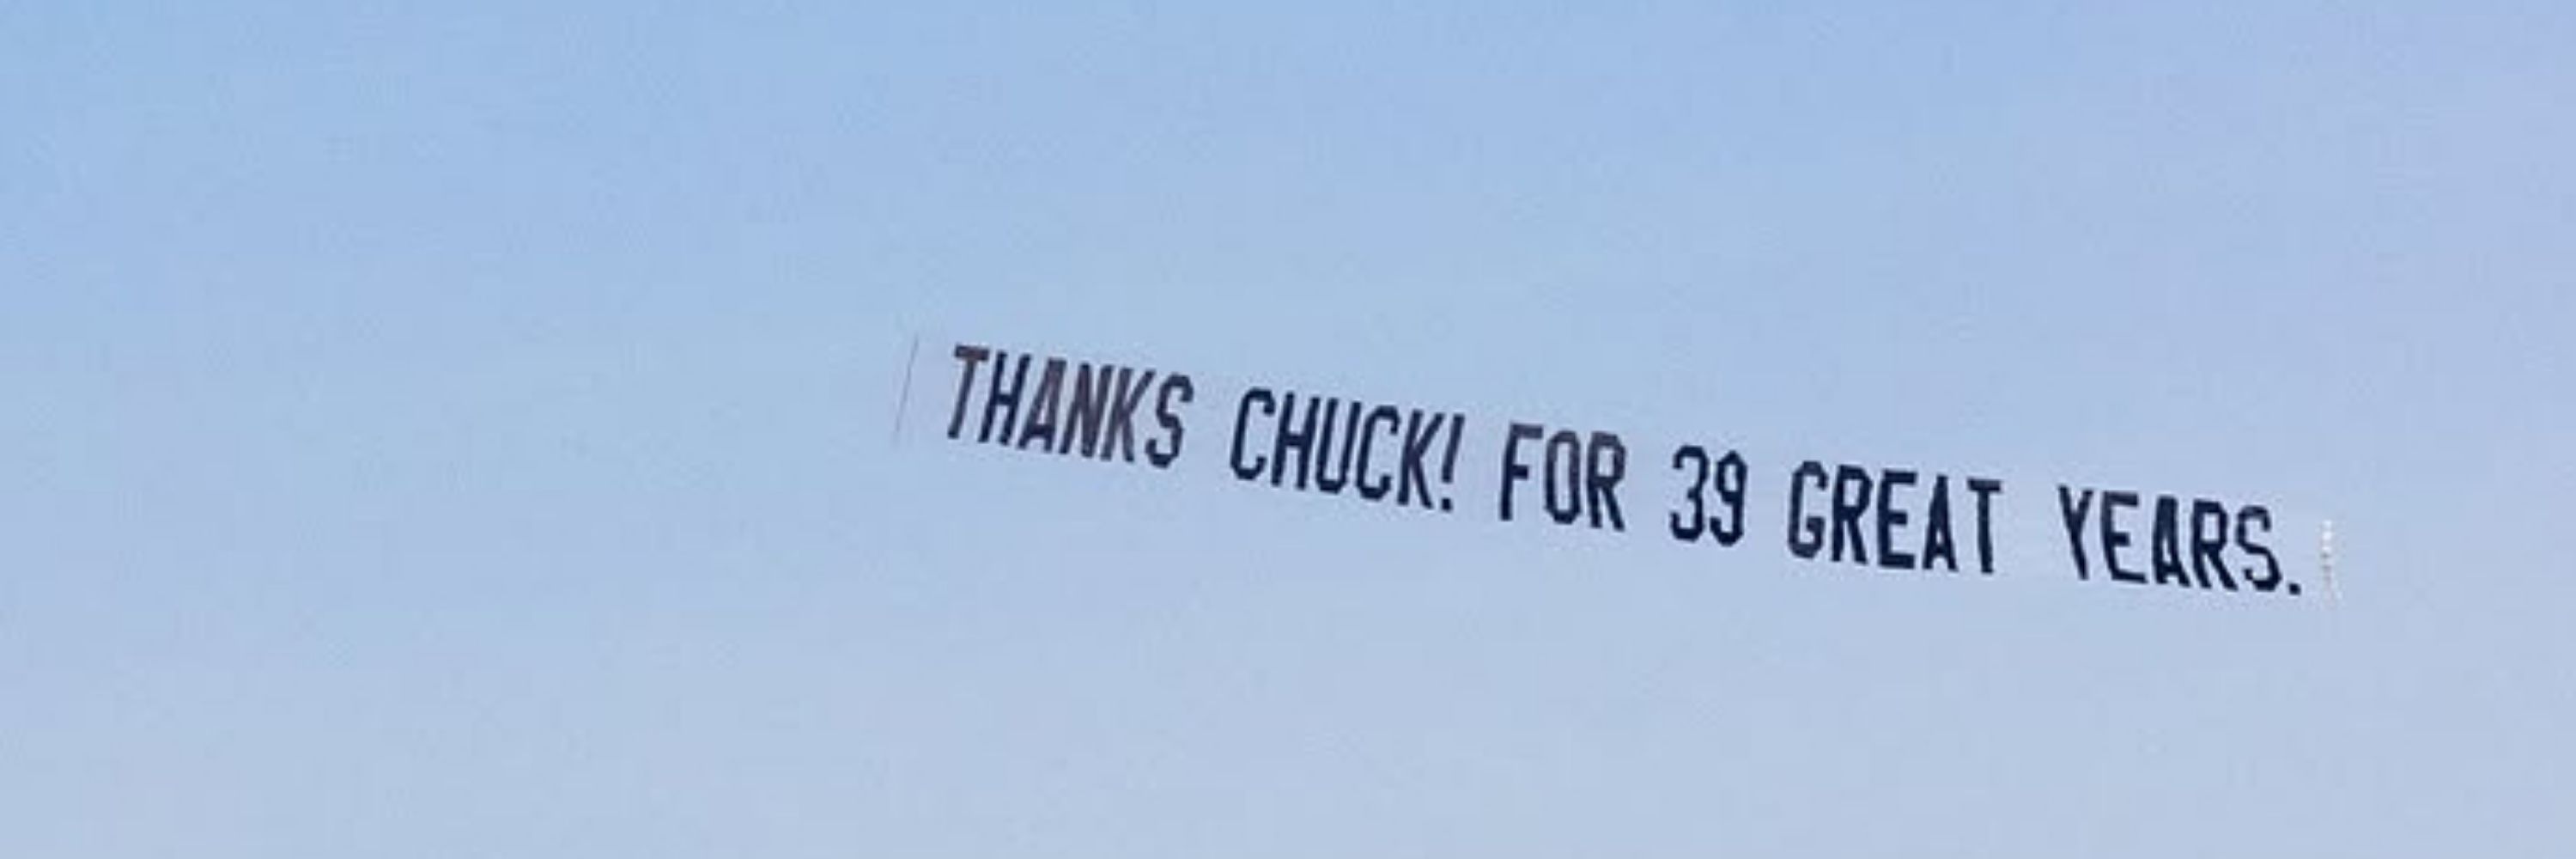 THANKS CHUCK! FOR 39 GREAT YEARS.